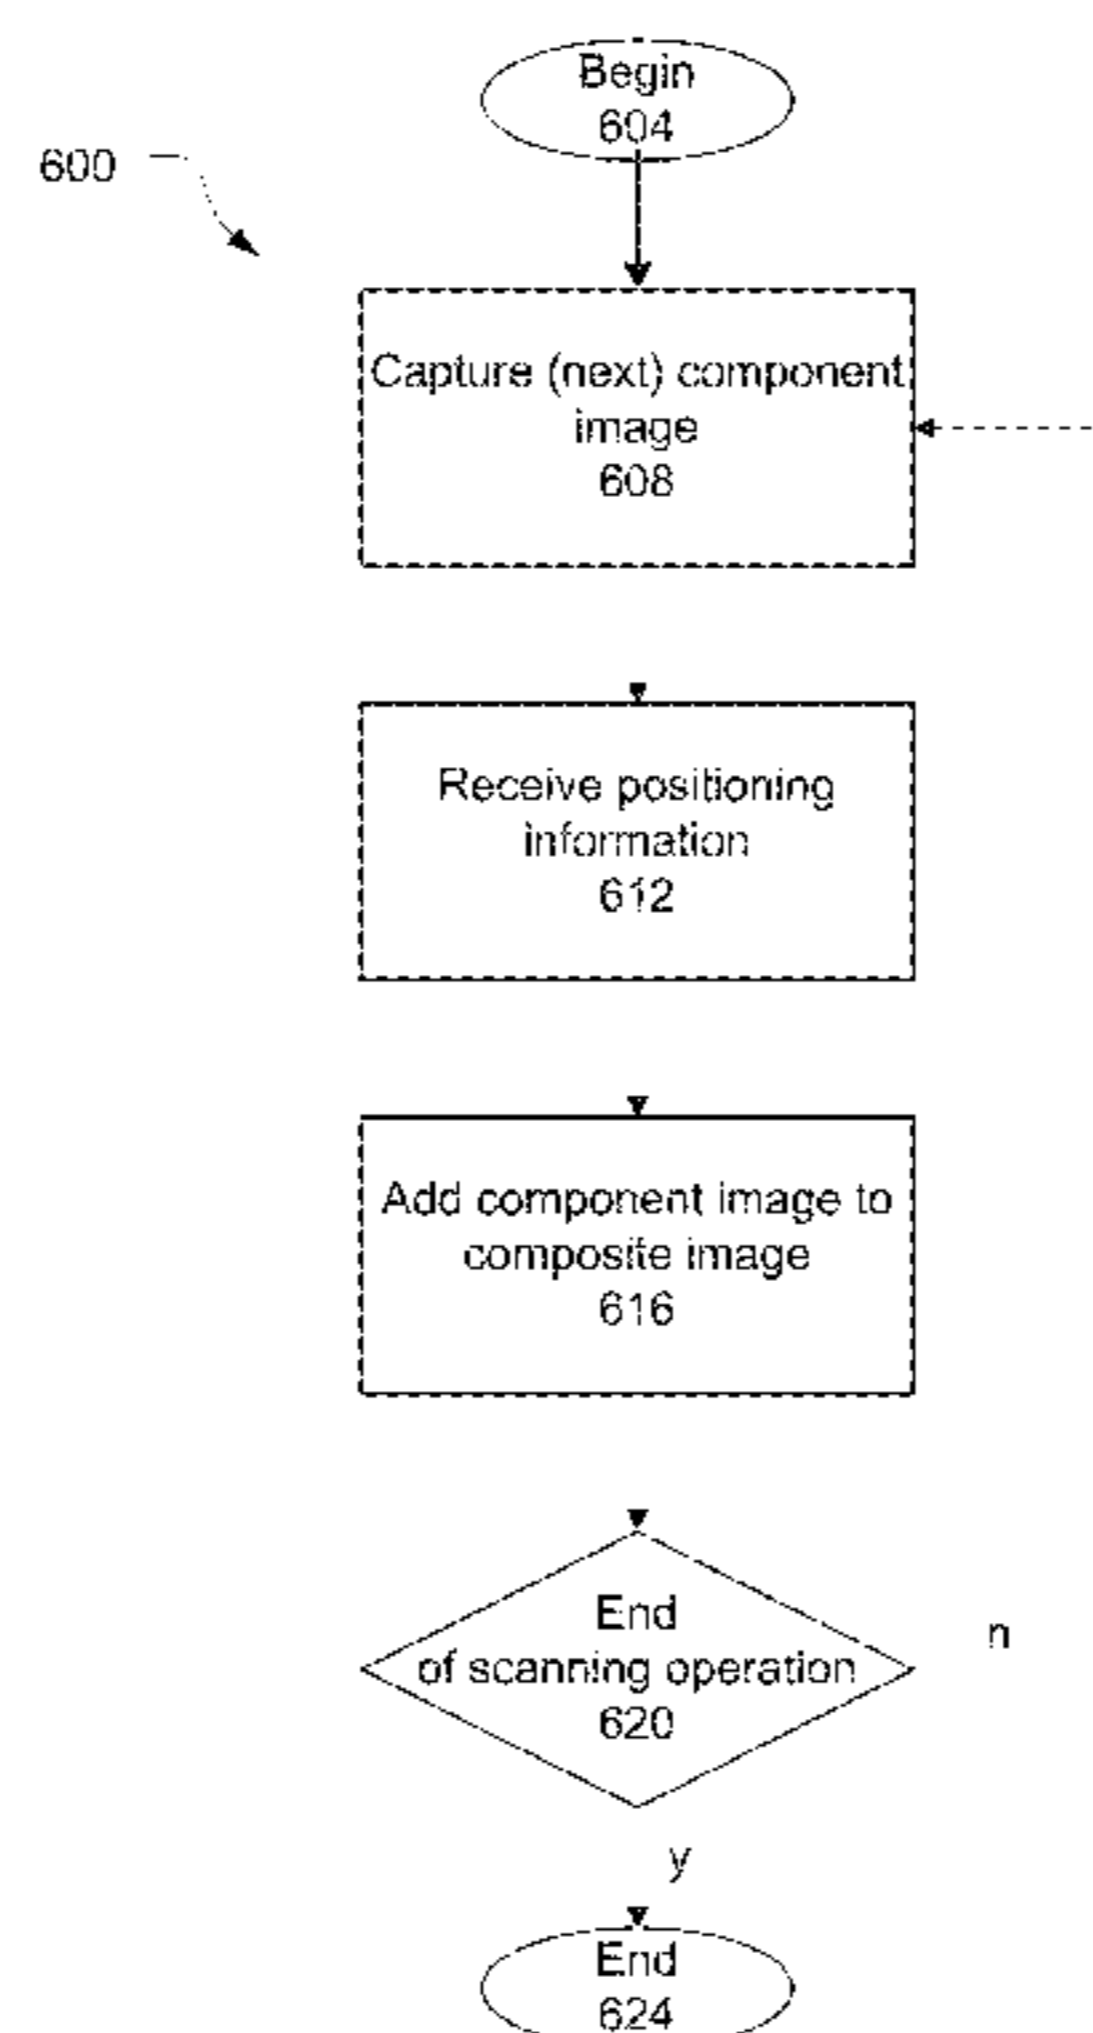 Begin
604
600
Capture (next) component
image
608
Receive positioning
information
612
Add component image to
composite image
616
End
of scanning operation
620
n
y
End
624